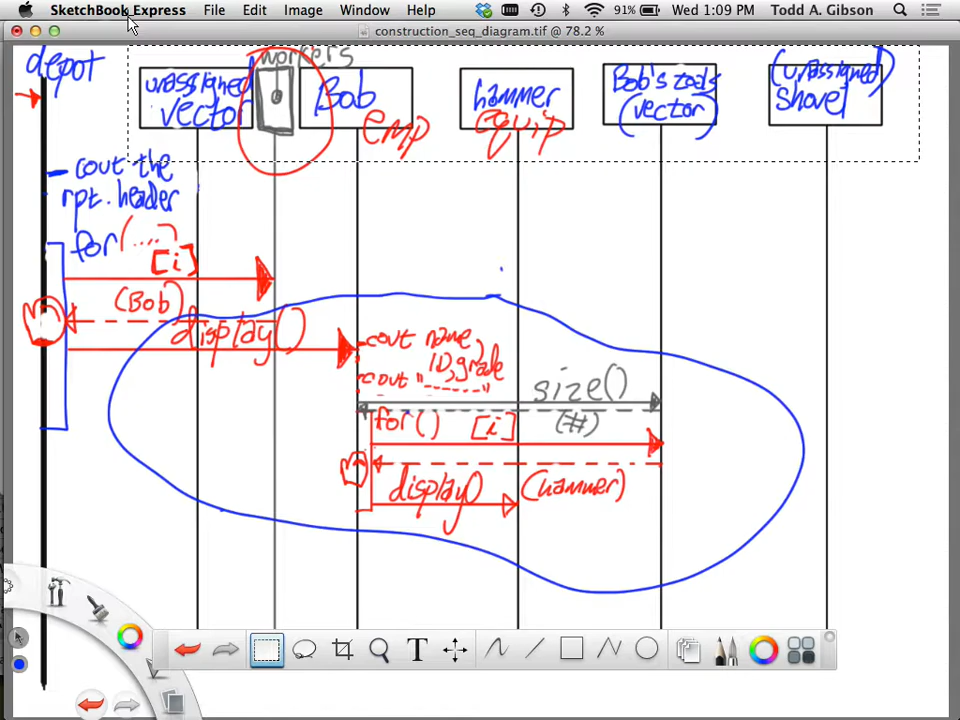 SketchBook Express File Edit Image Window Help 91% Wed 1:09 PM Todd A. Gibson
construction_seq_diagram.tif @ 78.2 %
depot
workers
unassigned
vector
Bob
emp
hammer
equip
Bob's tools
(vector)
(unassigned)
shovel
- cout the
rpt. header
for(....)
[i]
(Bob)
display()
cout name,
ID, grade
cout "------"
size()
(#)
for() [i]
display()
(hammer)
T